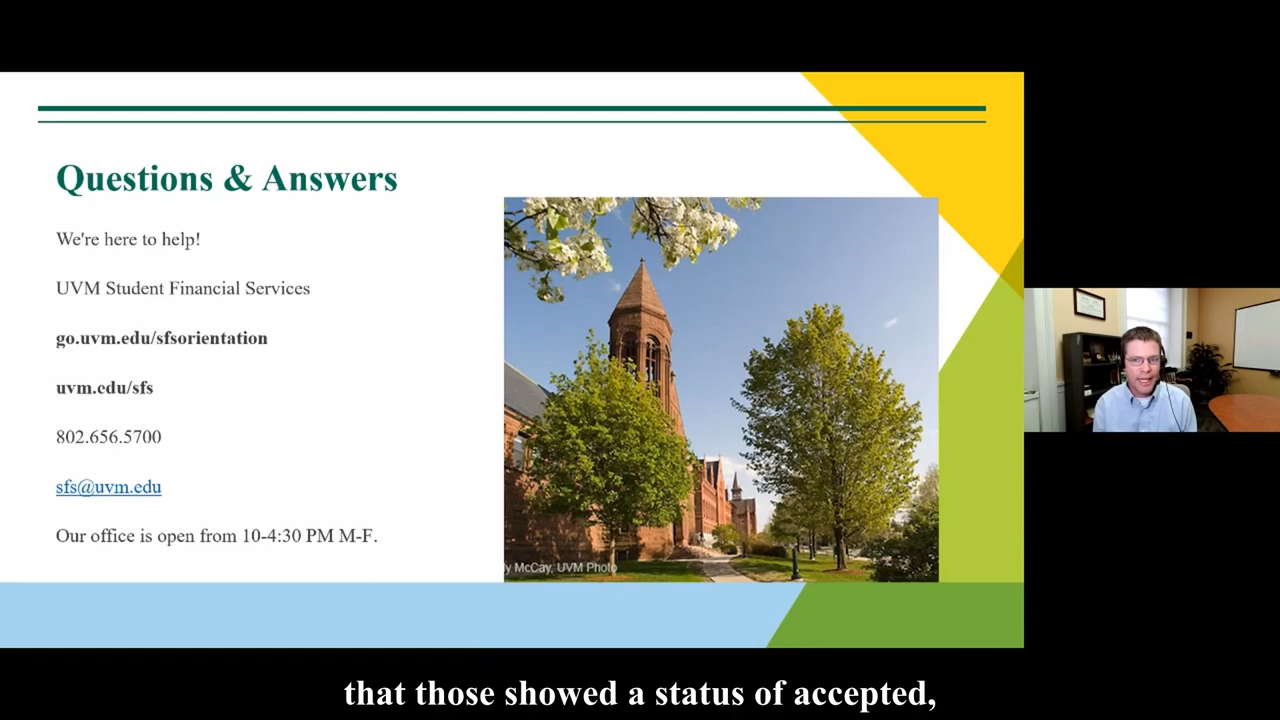 Questions & Answers
We're here to help!
UVM Student Financial Services
go.uvm.edu/sfsorientation
uvm.edu/sfs
802.656.5700
sfs@uvm.edu
Our office is open from 10-4:30 PM M-F.
McCay, UVM Photo
that those showed a status of accepted,